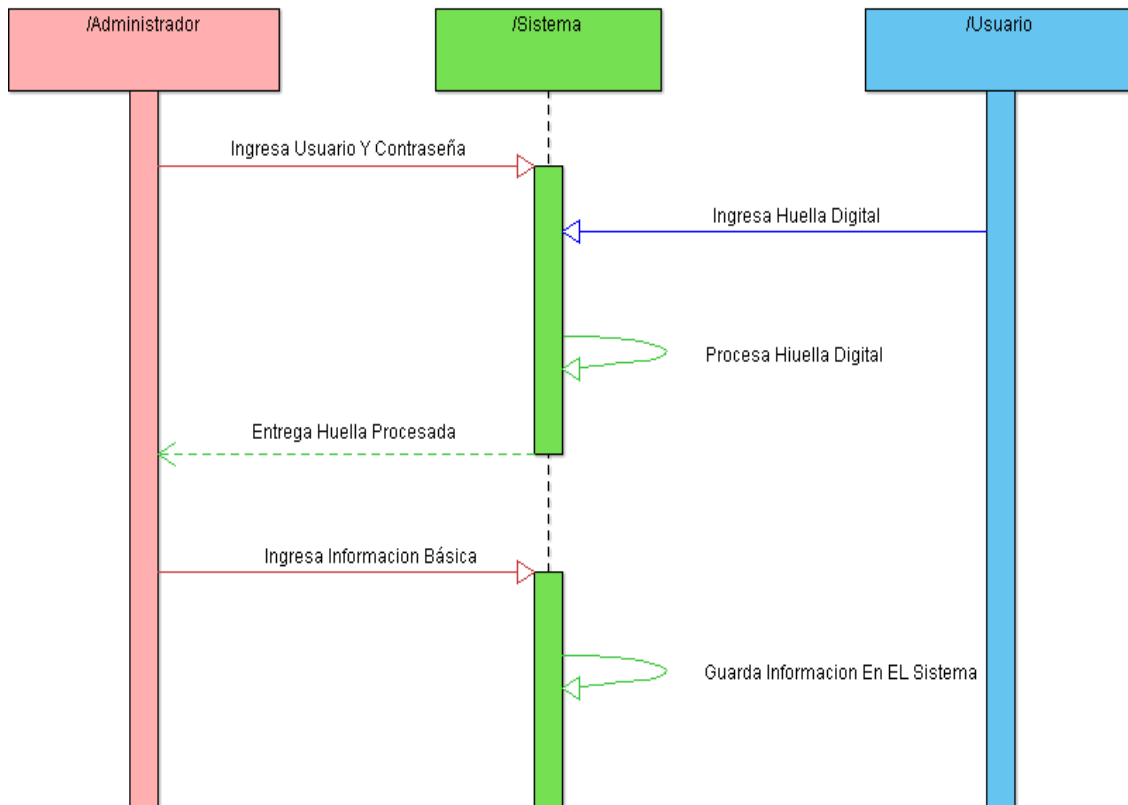 /Administrador
/Sistema
/Usuario
Ingresa Usuario Y Contraseña
Ingresa Huella Digital
Procesa Hiuella Digital
Entrega Huella Procesada
Ingresa Informacion Básica
Guarda Informacion En EL Sistema